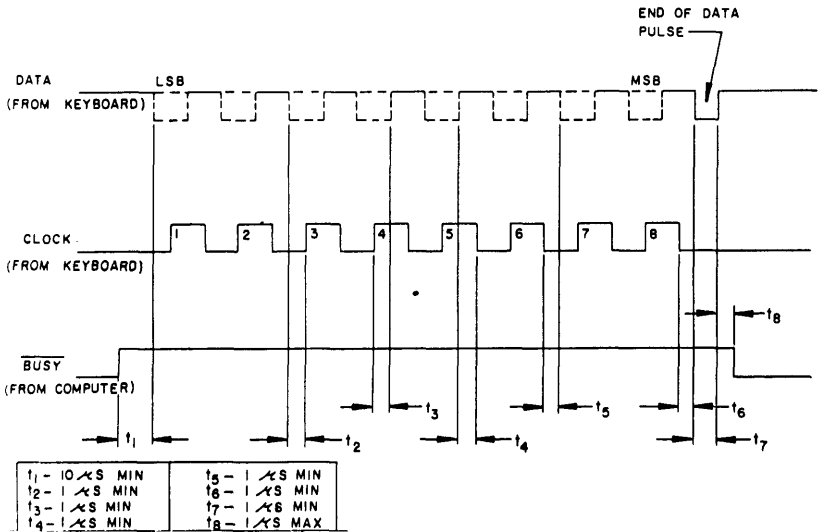 END OF DATA
PULSE
DATA
(FROM KEYBOARD)
LSB
MSB
CLOCK
(FROM KEYBOARD)
1 2 3 4 5 6 7 8
t8
BUSY
(FROM COMPUTER)
t1
t2
t3
t4
t5
t6
t7
t1 - 10 μS MIN
t2 - 1 μS MIN
t3 - 1 μS MIN
t4 - 1 μS MIN
t5 - 1 μS MIN
t6 - 1 μS MIN
t7 - 1 μS MIN
t8 - 1 μS MAX